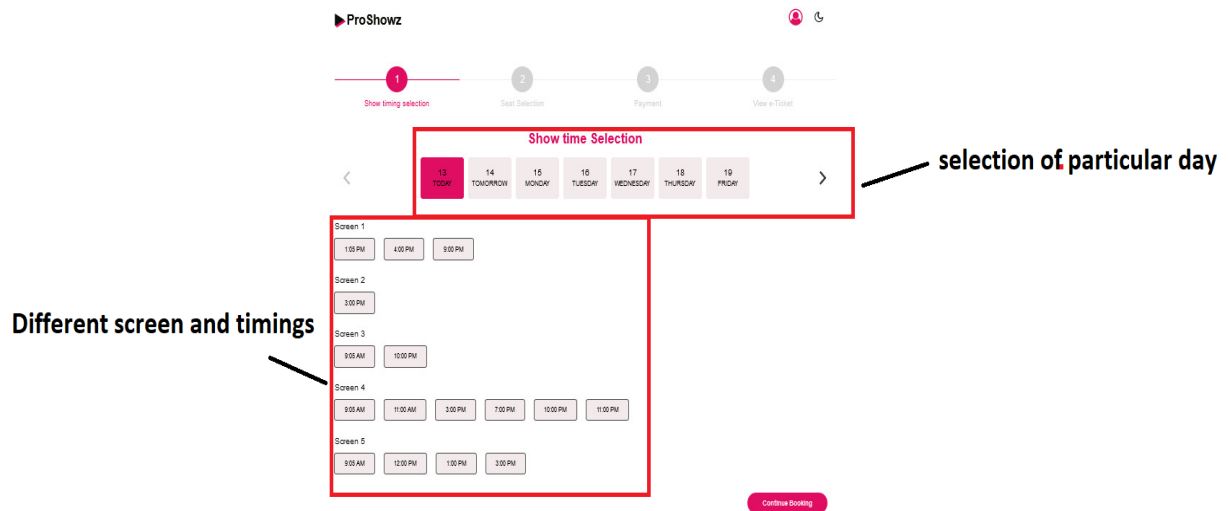 ProShowz
1 2 3 4
Show timing selection Seat Selection Payment View e-Ticket
Show time Selection
13 14 15 16 17 18 19
TODAY TOMORROW MONDAY TUESDAY WEDNESDAY THURSDAY FRIDAY
selection of particular day
Screen 1
1:05 PM 4:00 PM 9:00 PM
Screen 2
3:00 PM
Different screen and timings
Screen 3
9:05 AM 10:00 PM
Screen 4
9:05 AM 11:00 AM 3:00 PM 7:00 PM 10:00 PM 11:00 PM
Screen 5
9:05 AM 12:00 PM 1:00 PM 3:00 PM
Continue Booking